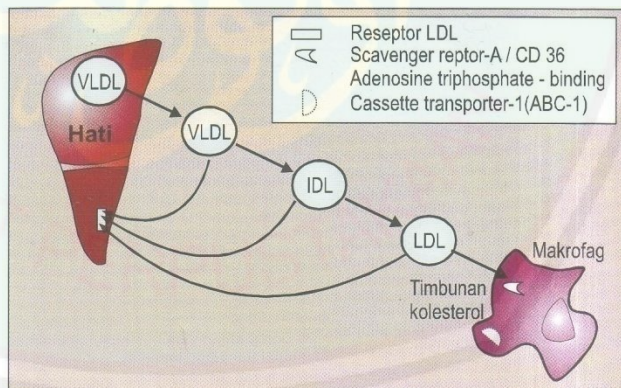 Reseptor LDL
Scavenger reptor-A / CD 36
Adenosine triphosphate - binding
Cassette transporter-1(ABC-1)
VLDL
Hati
VLDL
IDL
LDL
Makrofag
Timbunan
kolesterol